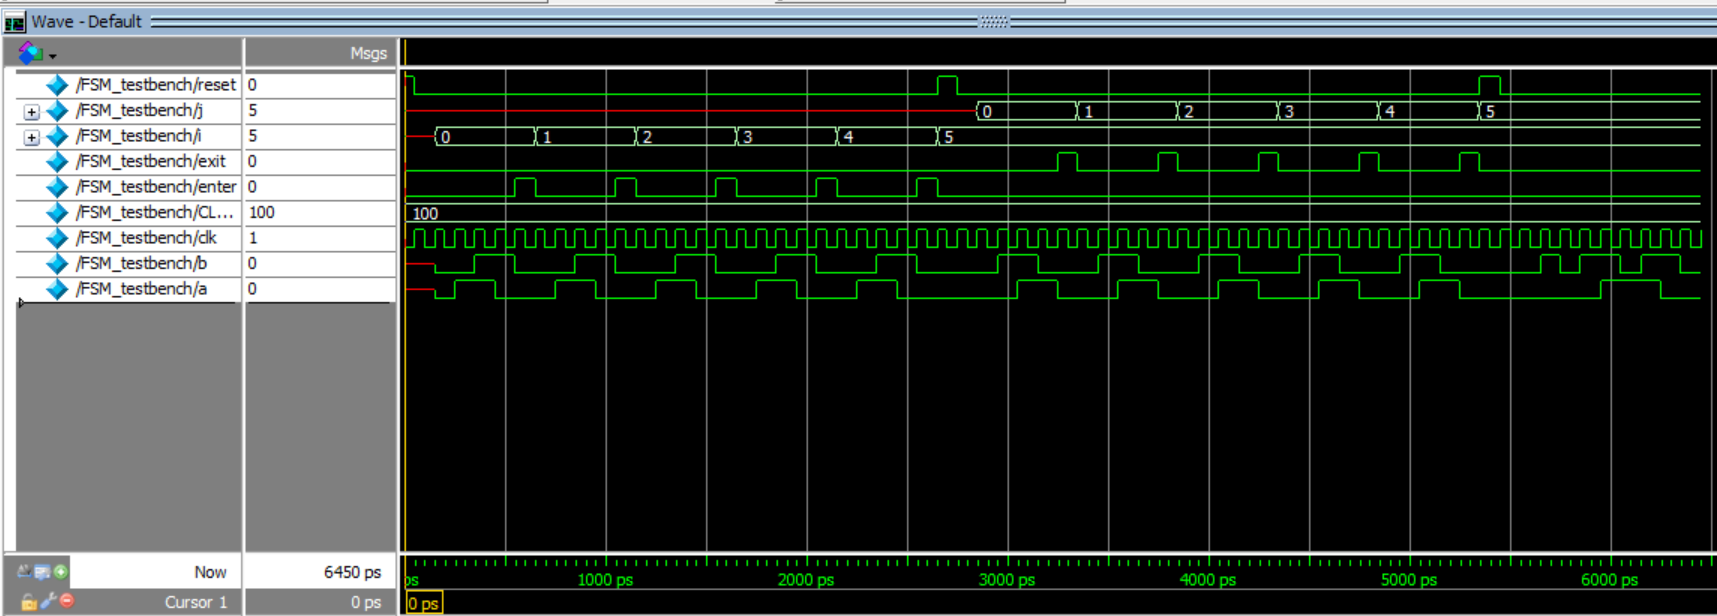 Wave - Default
Msgs
/FSM_testbench/reset 0
/FSM_testbench/j 5 0 1 2 3 4 5
/FSM_testbench/i 5 0 1 2 3 4 5
/FSM_testbench/exit 0
/FSM_testbench/enter 0
/FSM_testbench/CL... 100 100
/FSM_testbench/clk 1
/FSM_testbench/b 0
/FSM_testbench/a 0
Now 6450 ps ps 1000 ps 2000 ps 3000 ps 4000 ps 5000 ps 6000 ps
Cursor 1 0 ps 0 ps